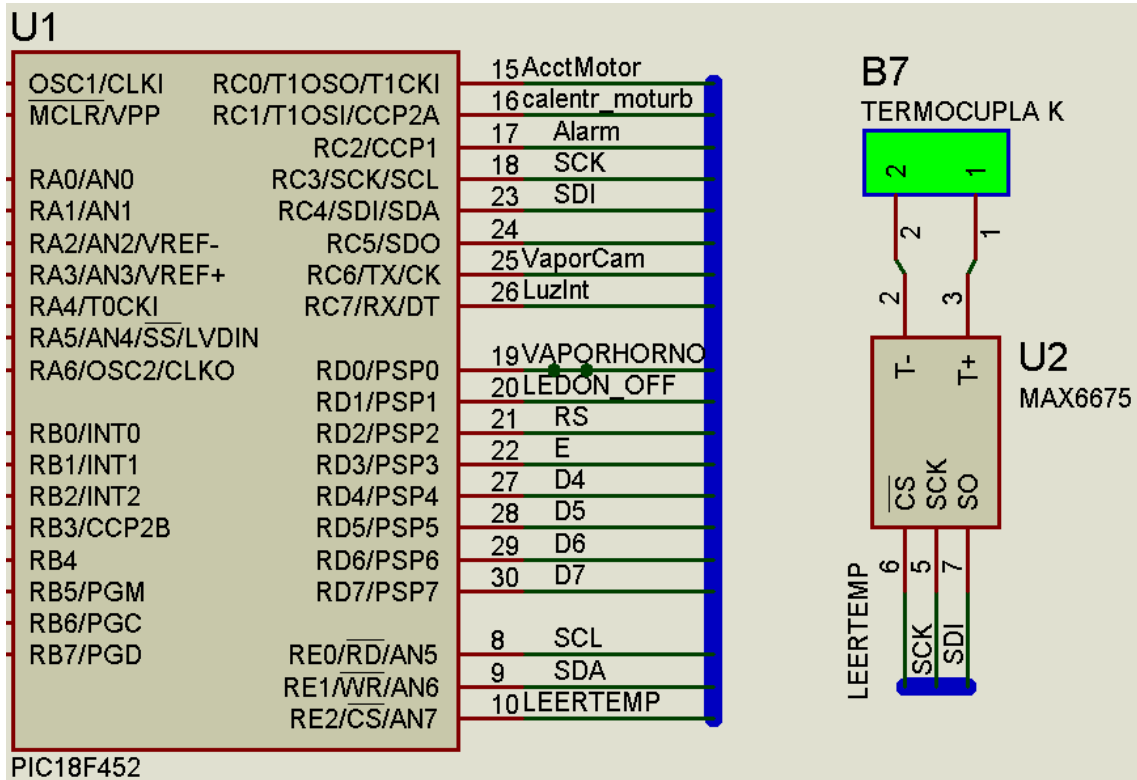 U1
OSC1/CLKI
MCLR/VPP
RA0/AN0
RA1/AN1
RA2/AN2/VREF-
RA3/AN3/VREF+
RA4/T0CKI
RA5/AN4/SS/LVDIN
RA6/OSC2/CLKO
RB0/INT0
RB1/INT1
RB2/INT2
RB3/CCP2B
RB4
RB5/PGM
RB6/PGC
RB7/PGD
RC0/T1OSO/T1CKI 15 AcctMotor
RC1/T1OSI/CCP2A 16 calentr_moturb
RC2/CCP1 17 Alarm
RC3/SCK/SCL 18 SCK
RC4/SDI/SDA 23 SDI
RC5/SDO 24
RC6/TX/CK 25 VaporCam
RC7/RX/DT 26 LuzInt
RD0/PSP0 19 VAPORHORNO
RD1/PSP1 20 LEDON_OFF
RD2/PSP2 21 RS
RD3/PSP3 22 E
RD4/PSP4 27 D4
RD5/PSP5 28 D5
RD6/PSP6 29 D6
RD7/PSP7 30 D7
RE0/RD/AN5 8 SCL
RE1/WR/AN6 9 SDA
RE2/CS/AN7 10 LEERTEMP
PIC18F452
B7
TERMOCUPLA K
2 1
2 1
2 3
T- T+
U2
MAX6675
CS SCK SO
6 5 7
LEERTEMP SCK SDI